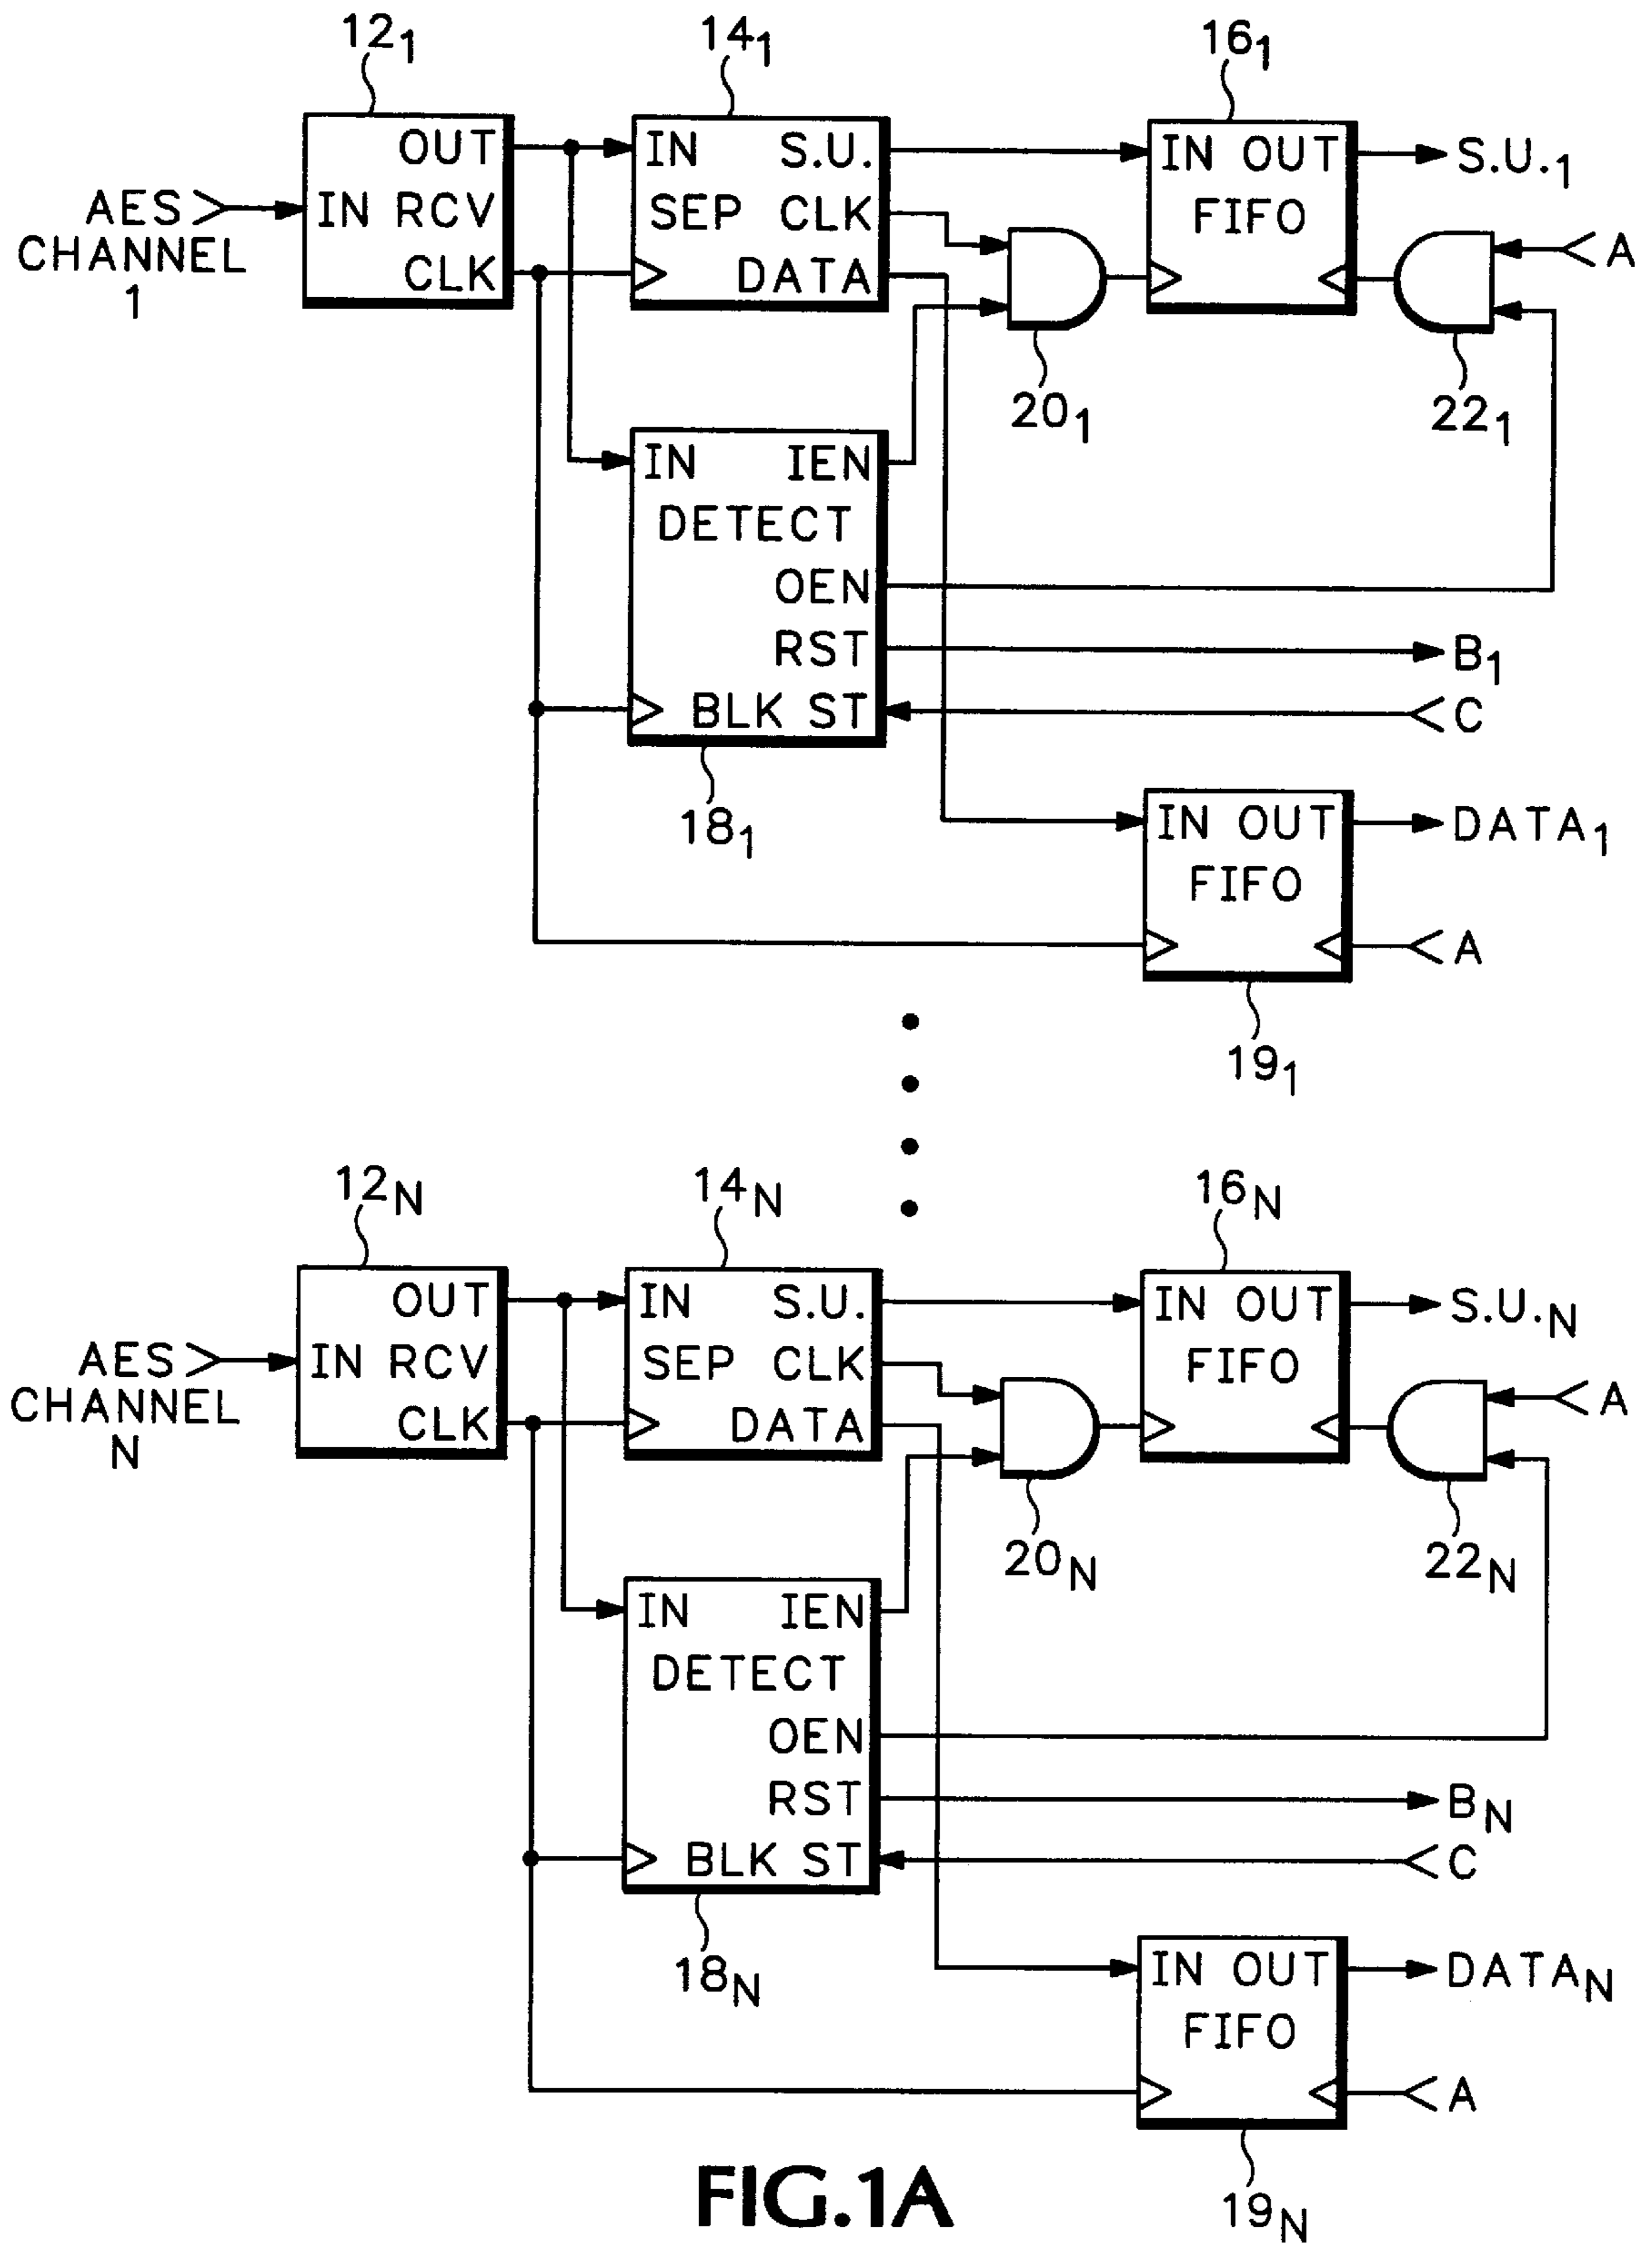 12₁ 14₁ 16₁
OUT IN S.U. IN OUT S.U.₁
AES IN RCV SEP CLK FIFO A
CHANNEL
1
CLK DATA
20₁ 22₁
IN IEN
DETECT
OEN
RST B₁
BLK ST C
18₁
IN OUT DATA₁
FIFO
A
19₁
12N 14N 16N
OUT IN S.U. IN OUT S.U.N
AES IN RCV SEP CLK FIFO A
CHANNEL
N
CLK DATA
20N 22N
IN IEN
DETECT
OEN
RST BN
BLK ST C
18N
IN OUT DATAN
FIFO
A
19N
FIG.1A